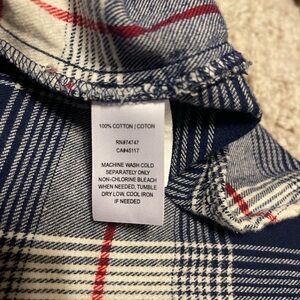 100% COTTON | COTON
RN#74747
CA#45117
MACHINE WASH COLD
SEPARATELY ONLY
NON-CHLORINE BLEACH
WHEN NEEDED, TUMBLE
DRY LOW, COOL IRON
IF NEEDED